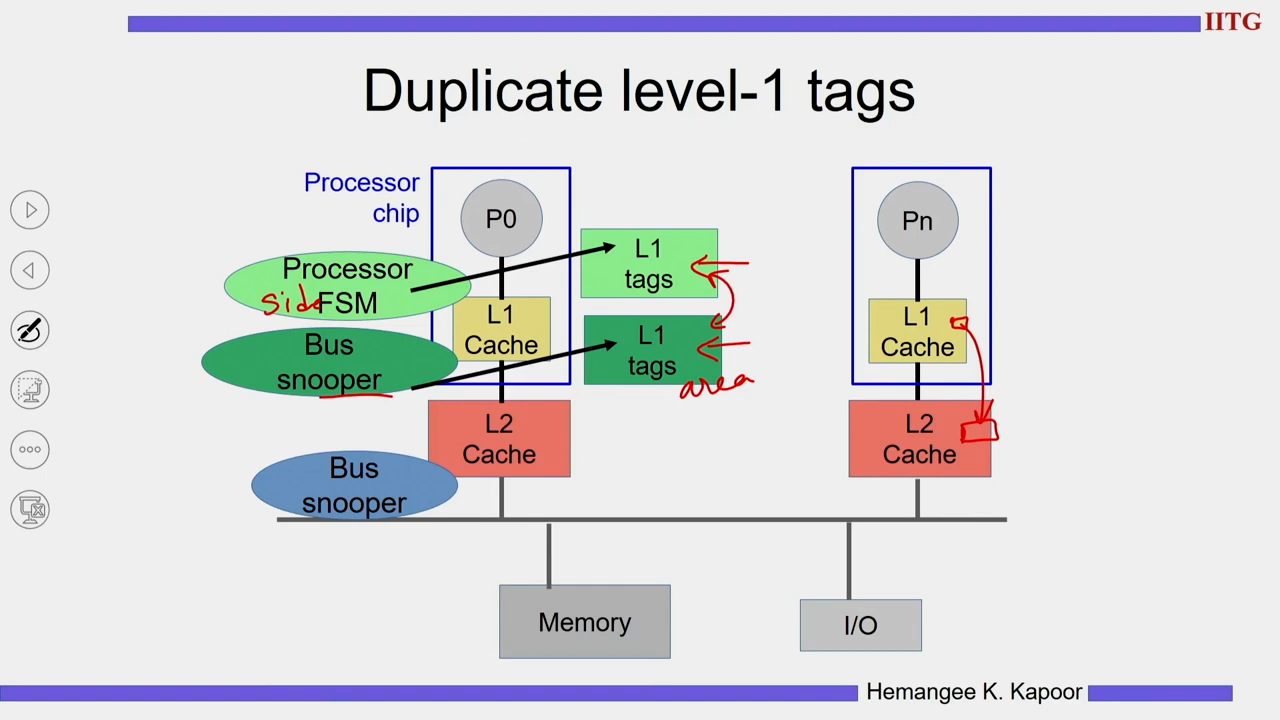 IITG
Duplicate level-1 tags
Processor
chip
P0
Pn
Processor
side FSM
L1
tags
L1
Cache
L1
Cache
Bus
snooper
L1
tags
area
L2
Cache
L2
Cache
Bus
snooper
Memory
I/O
Hemangee K. Kapoor